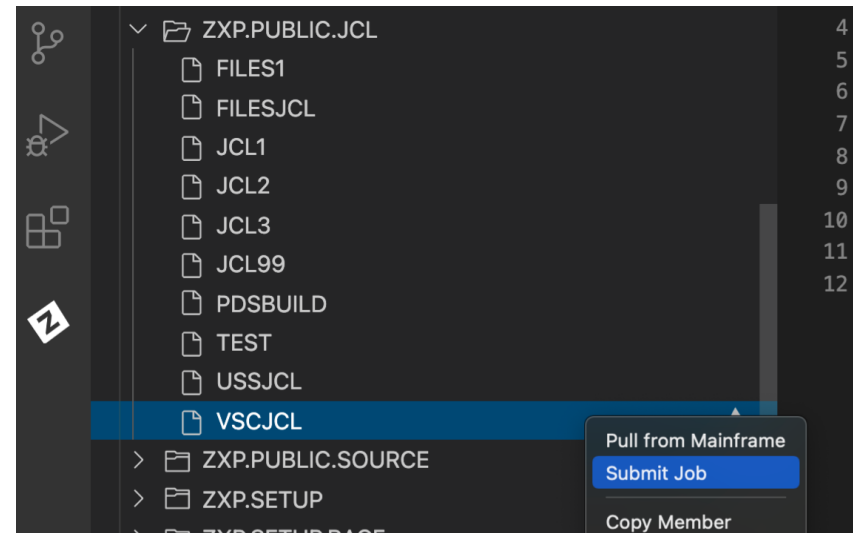 ZXP.PUBLIC.JCL
FILES1
FILESJCL
JCL1
JCL2
JCL3
JCL99
PDSBUILD
TEST
USSJCL
VSCJCL
ZXP.PUBLIC.SOURCE
ZXP.SETUP
4
5
6
7
8
9
10
11
12
Pull from Mainframe
Submit Job
Copy Member